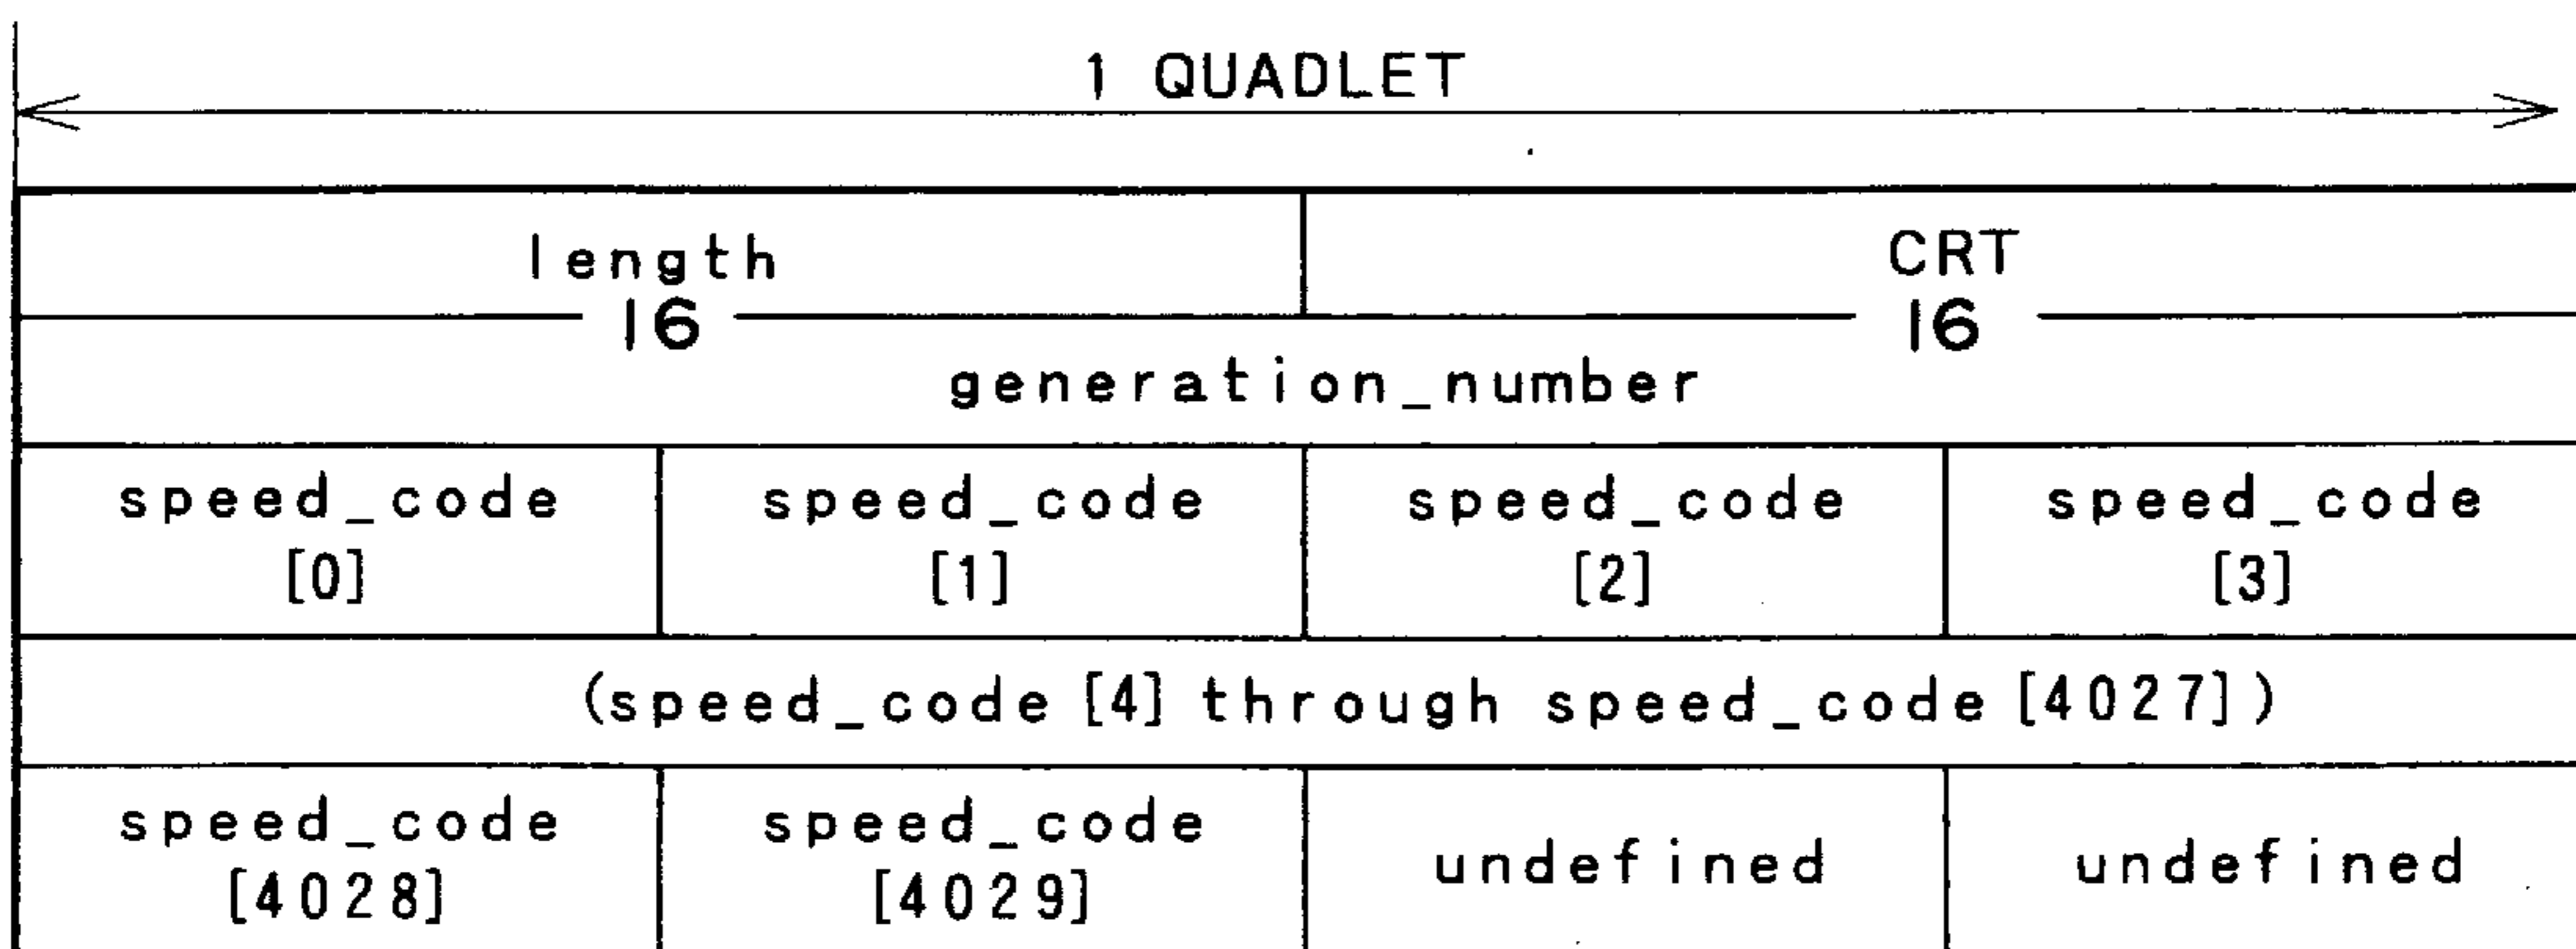 1 QUADLET
length CRT
16 16
generation_number
speed_code speed_code speed_code speed_code
[0] [1] [2] [3]
(speed_code [4] through speed_code [4027])
speed_code speed_code undefined undefined
[4028] [4029]